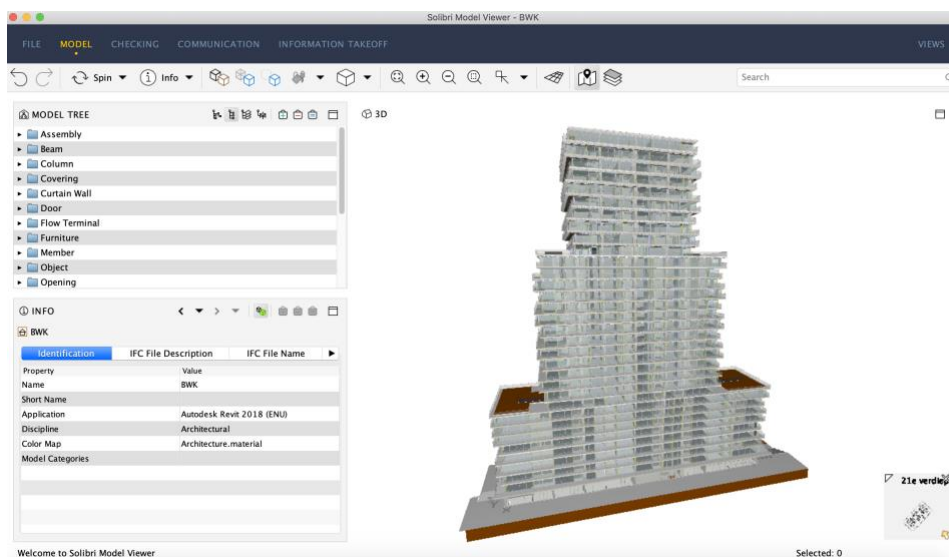 Solibri Model Viewer - BWK
FILE MODEL CHECKING COMMUNICATION INFORMATION TAKEOFF VIEWS
Spin Info Search
MODEL TREE
3D
Assembly
Beam
Column
Covering
Curtain Wall
Door
Flow Terminal
Furniture
Member
Object
Opening
INFO
BWK
Identification IFC File Description IFC File Name
Property Value
Name BWK
Short Name
Application Autodesk Revit 2018 (ENU)
Discipline Architectural
Color Map Architecture.material
Model Categories
21e
Welcome to Solibri Model Viewer Selected: 0